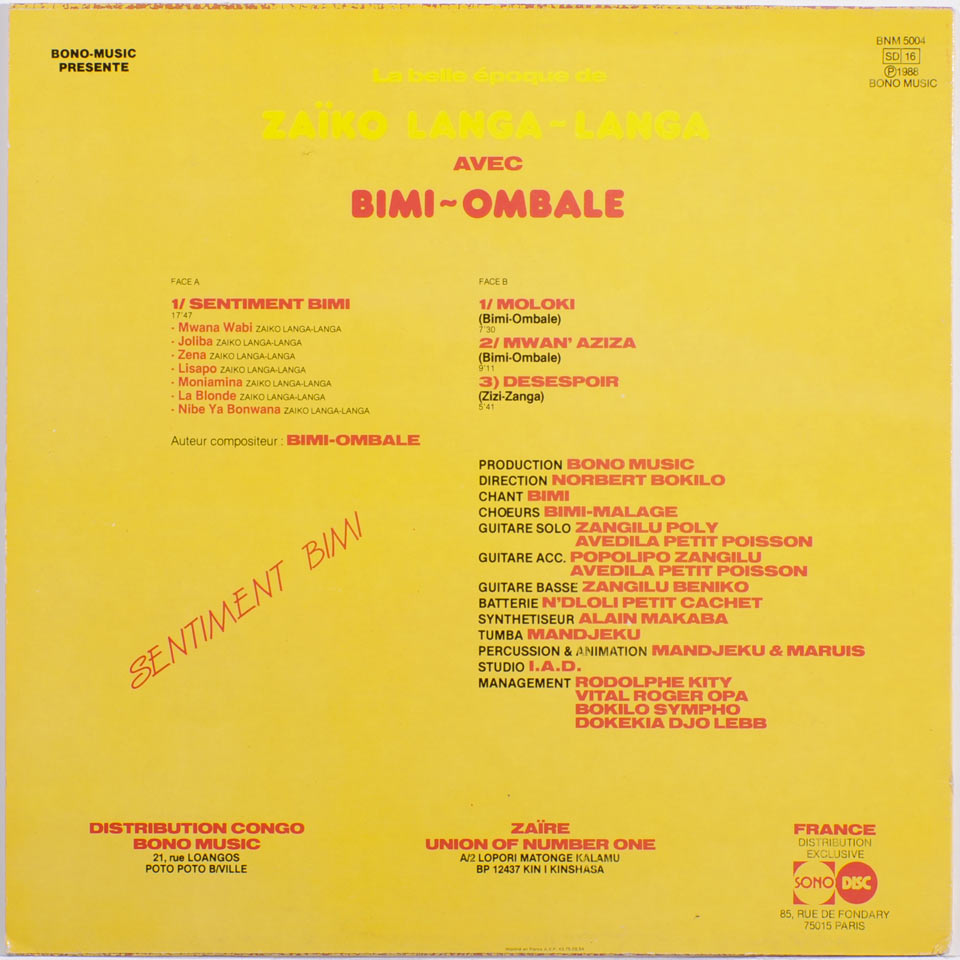 BONO-MUSIC
PRESENTE
BNM 5004
SD 16
Ⓟ1988
BONO MUSIC
La belle époque de
ZAÏKO LANGA~LANGA
AVEC
BIMI~OMBALE
FACE A
1/ SENTIMENT BIMI
17'47
- Mwana Wabi ZAIKO LANGA-LANGA
- Joliba ZAIKO LANGA-LANGA
- Zena ZAIKO LANGA-LANGA
- Lisapo ZAIKO LANGA-LANGA
- Moniamina ZAIKO LANGA-LANGA
- La Blonde ZAIKO LANGA-LANGA
- Nibe Ya Bonwana ZAIKO LANGA-LANGA
Auteur compositeur : BIMI-OMBALE
FACE B
1/ MOLOKI
(Bimi-Ombale)
7'30
2/ MWAN' AZIZA
(Bimi-Ombale)
9'11
3) DESESPOIR
(Zizi-Zanga)
5'41
PRODUCTION BONO MUSIC
DIRECTION NORBERT BOKILO
CHANT BIMI
CHŒURS BIMI-MALAGE
GUITARE SOLO ZANGILU POLY
AVEDILA PETIT POISSON
GUITARE ACC. POPOLIPO ZANGILU
AVEDILA PETIT POISSON
GUITARE BASSE ZANGILU BENIKO
BATTERIE N'DLOLI PETIT CACHET
SYNTHETISEUR ALAIN MAKABA
TUMBA MANDJEKU
PERCUSSION & ANIMATION MANDJEKU & MARUIS
STUDIO I.A.D.
MANAGEMENT RODOLPHE KITY
VITAL ROGER OPA
BOKILO SYMPHO
DOKEKIA DJO LEBB
SENTIMENT BIMI
DISTRIBUTION CONGO
BONO MUSIC
21, rue LOANGOS
POTO POTO B/VILLE
ZAÏRE
UNION OF NUMBER ONE
A/2 LOPORI MATONGE KALAMU
BP 12437 KIN I KINSHASA
FRANCE
DISTRIBUTION
EXCLUSIVE
SONO DISC
85, RUE DE FONDARY
75015 PARIS